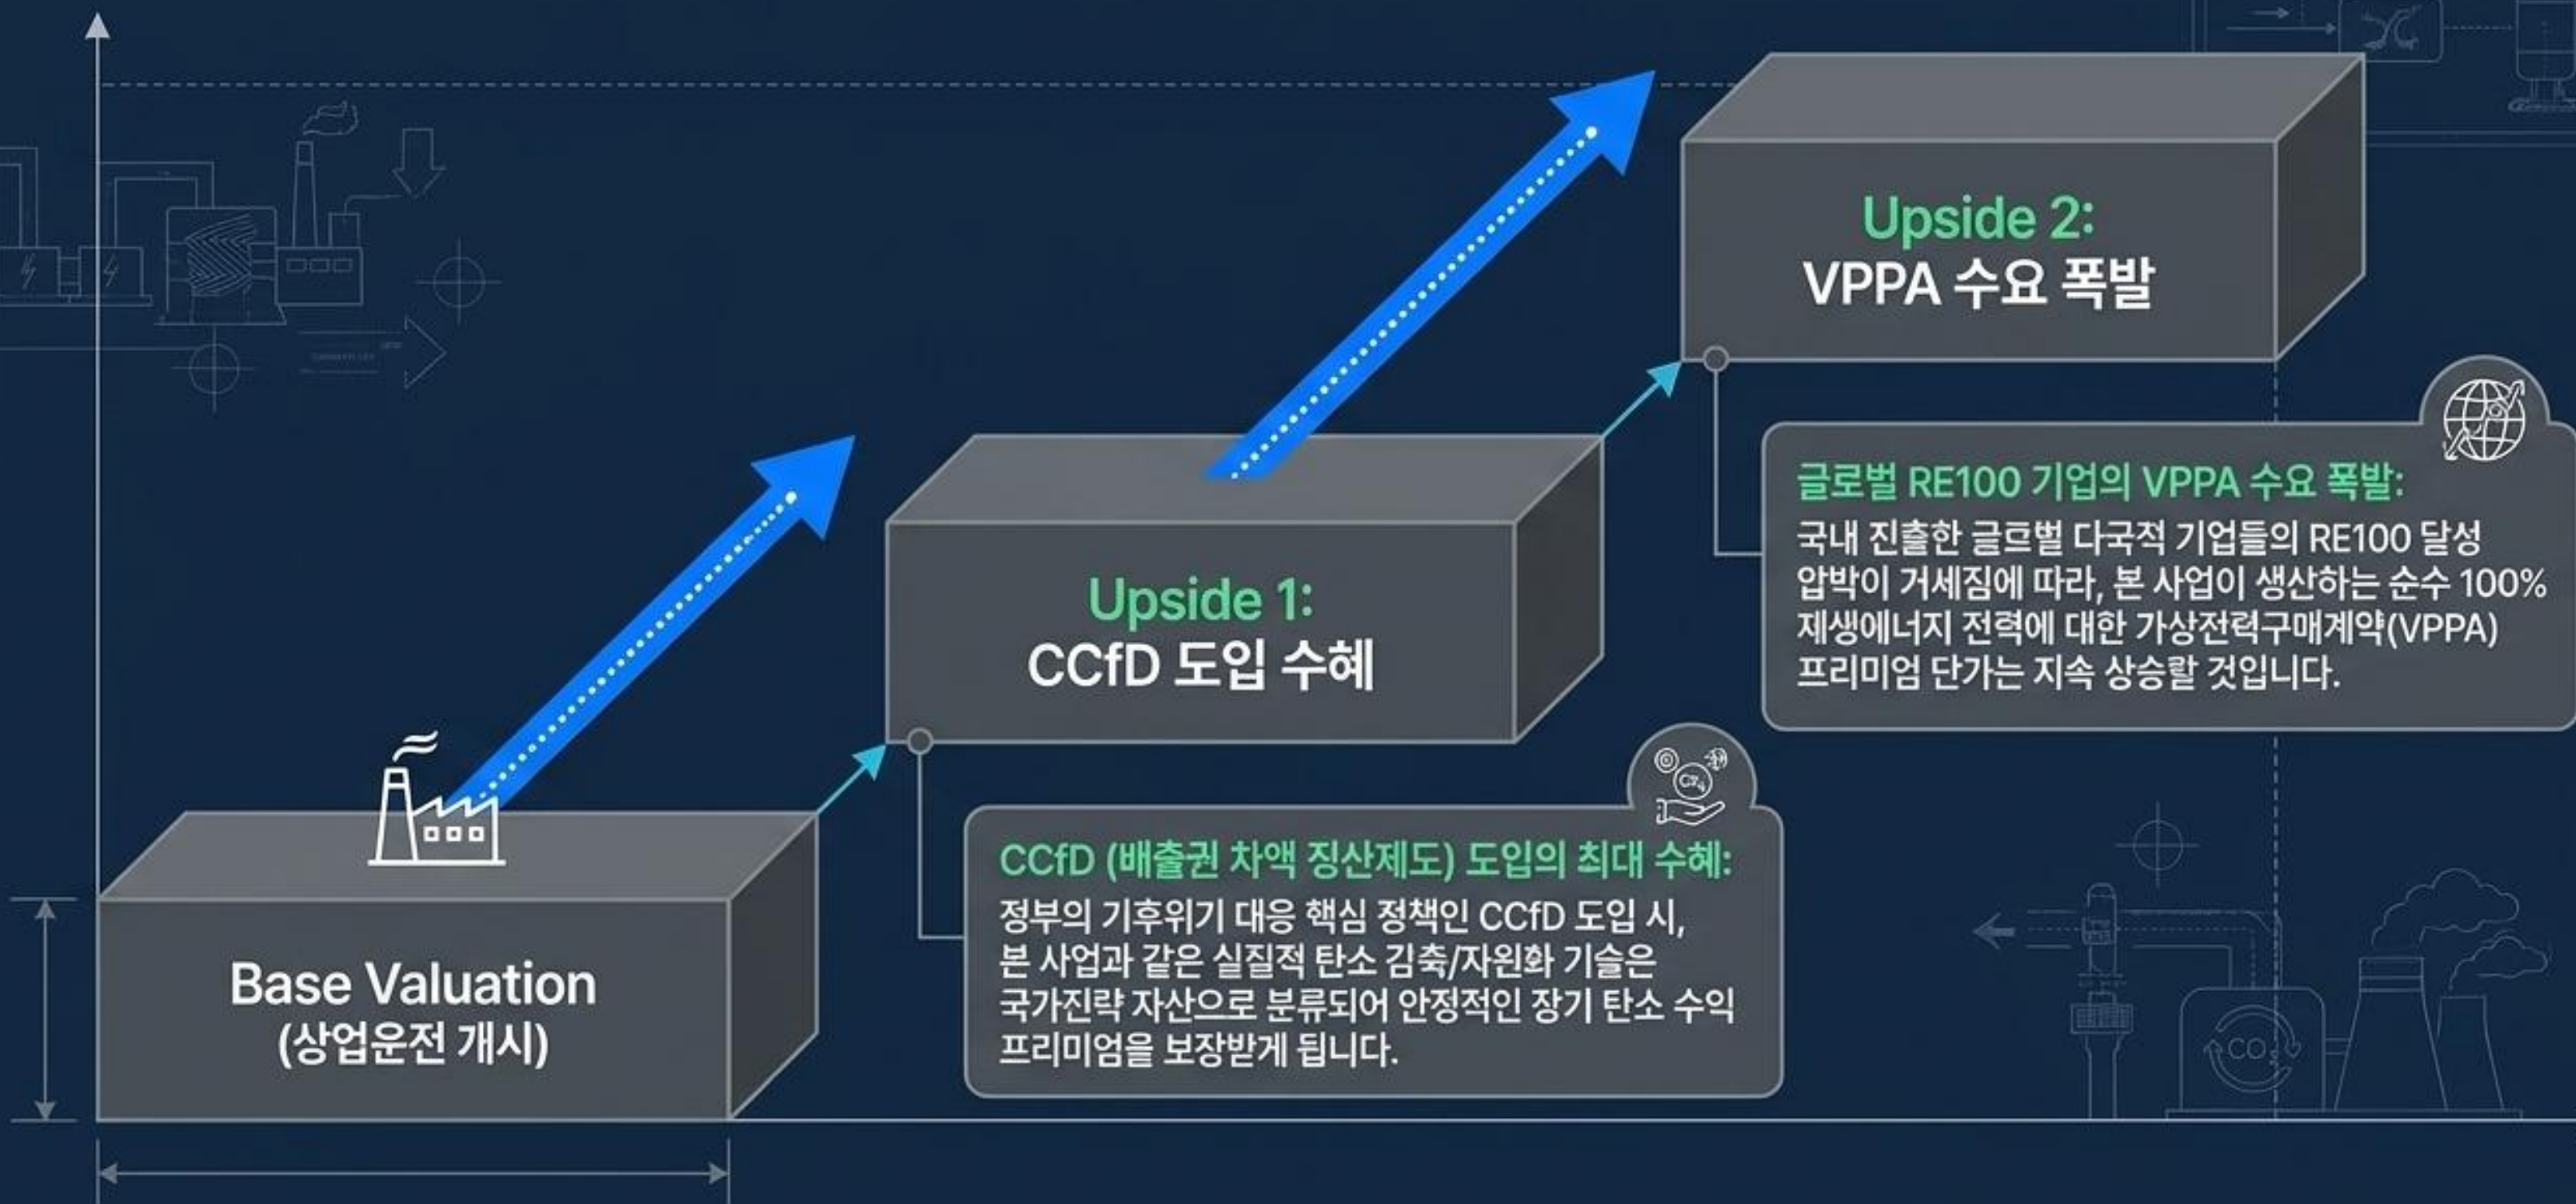 Base Valuation
(상업운전 개시)
Upside 1:
CCfD 도입 수혜
CCfD (배출권 차액 징산제도) 도입의 최대 수혜:
정부의 기후위기 대응 핵심 정책인 CCfD 도입 시,
본 사업과 같은 실질적 탄소 김축/자원화 기슬은
국가진략 자산으로 분류되어 안정적인 장기 탄소 수익
프리미엄을 보장받게 됩니다.
Upside 2:
VPPA 수요 폭발
글로벌 RE100 기업의 VPPA 수요 폭발:
국내 진츨한 글르벌 다국적 기업들의 RE100 달성
압박이 거세짐에 따라, 본 사업이 생산하는 순수 100%
재생에너지 전력에 대한 가상전력구매계약(VPPA)
프리미엄 단가는 지속 상승랄 것입니다.
CO₂